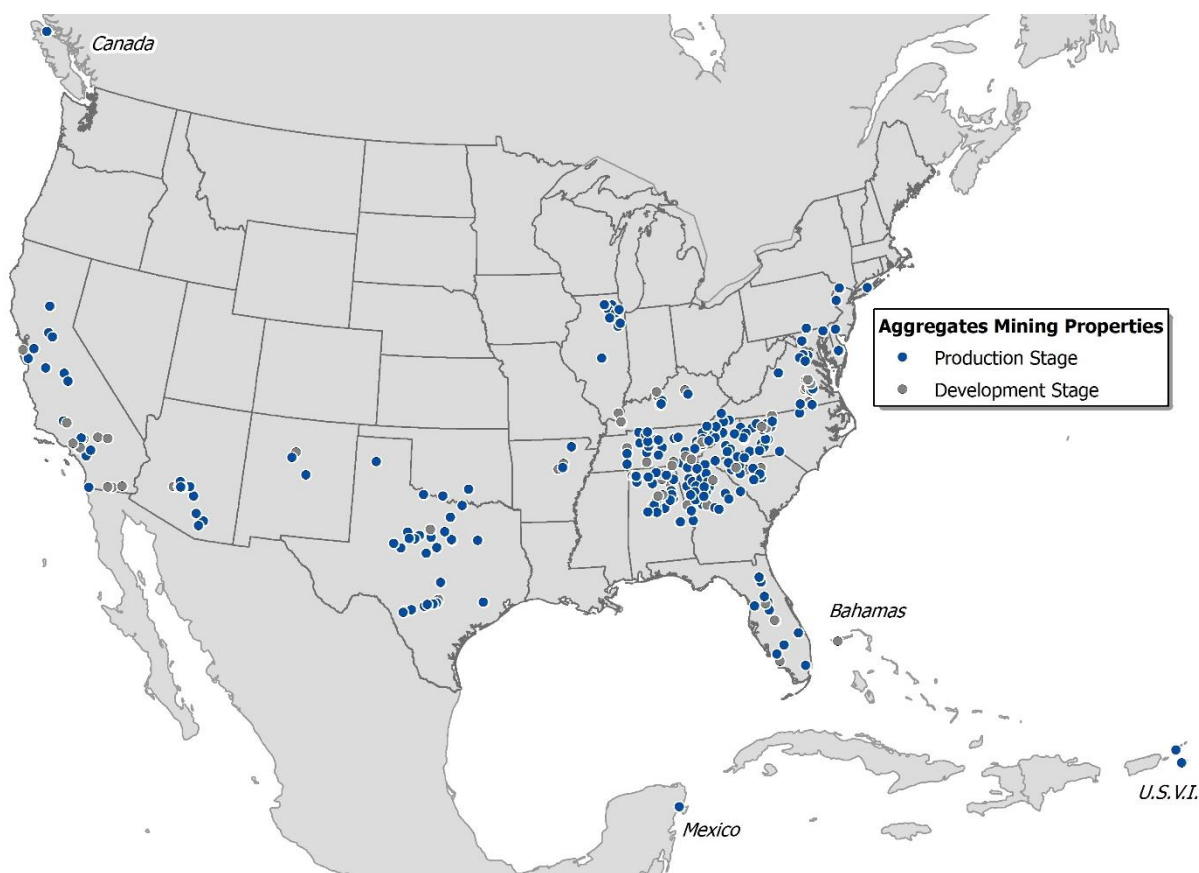 Canada
Aggregates Mining Properties
Production Stage
Development Stage
Bahamas
U.S.V.I.
Mexico